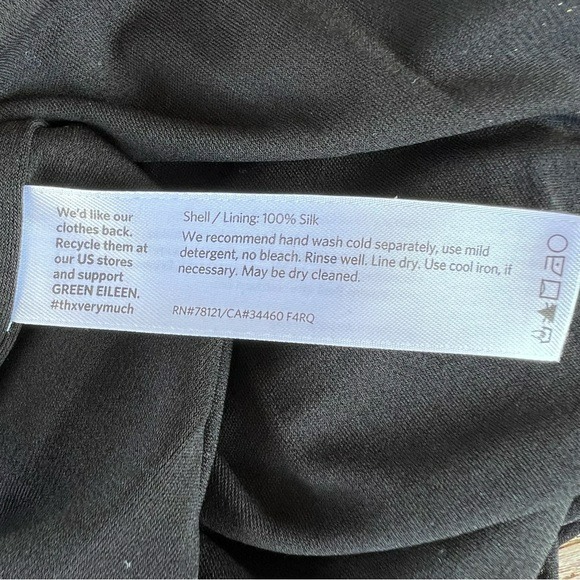 We'd like our
clothes back.
Recycle them at
our US stores
and support
GREEN EILEEN.
#thxverymuch
Shell / Lining: 100% Silk
We recommend hand wash cold separately, use mild
detergent, no bleach. Rinse well. Line dry. Use cool iron, if
necessary. May be dry cleaned.
RN#78121/CA#34460 F4RQ